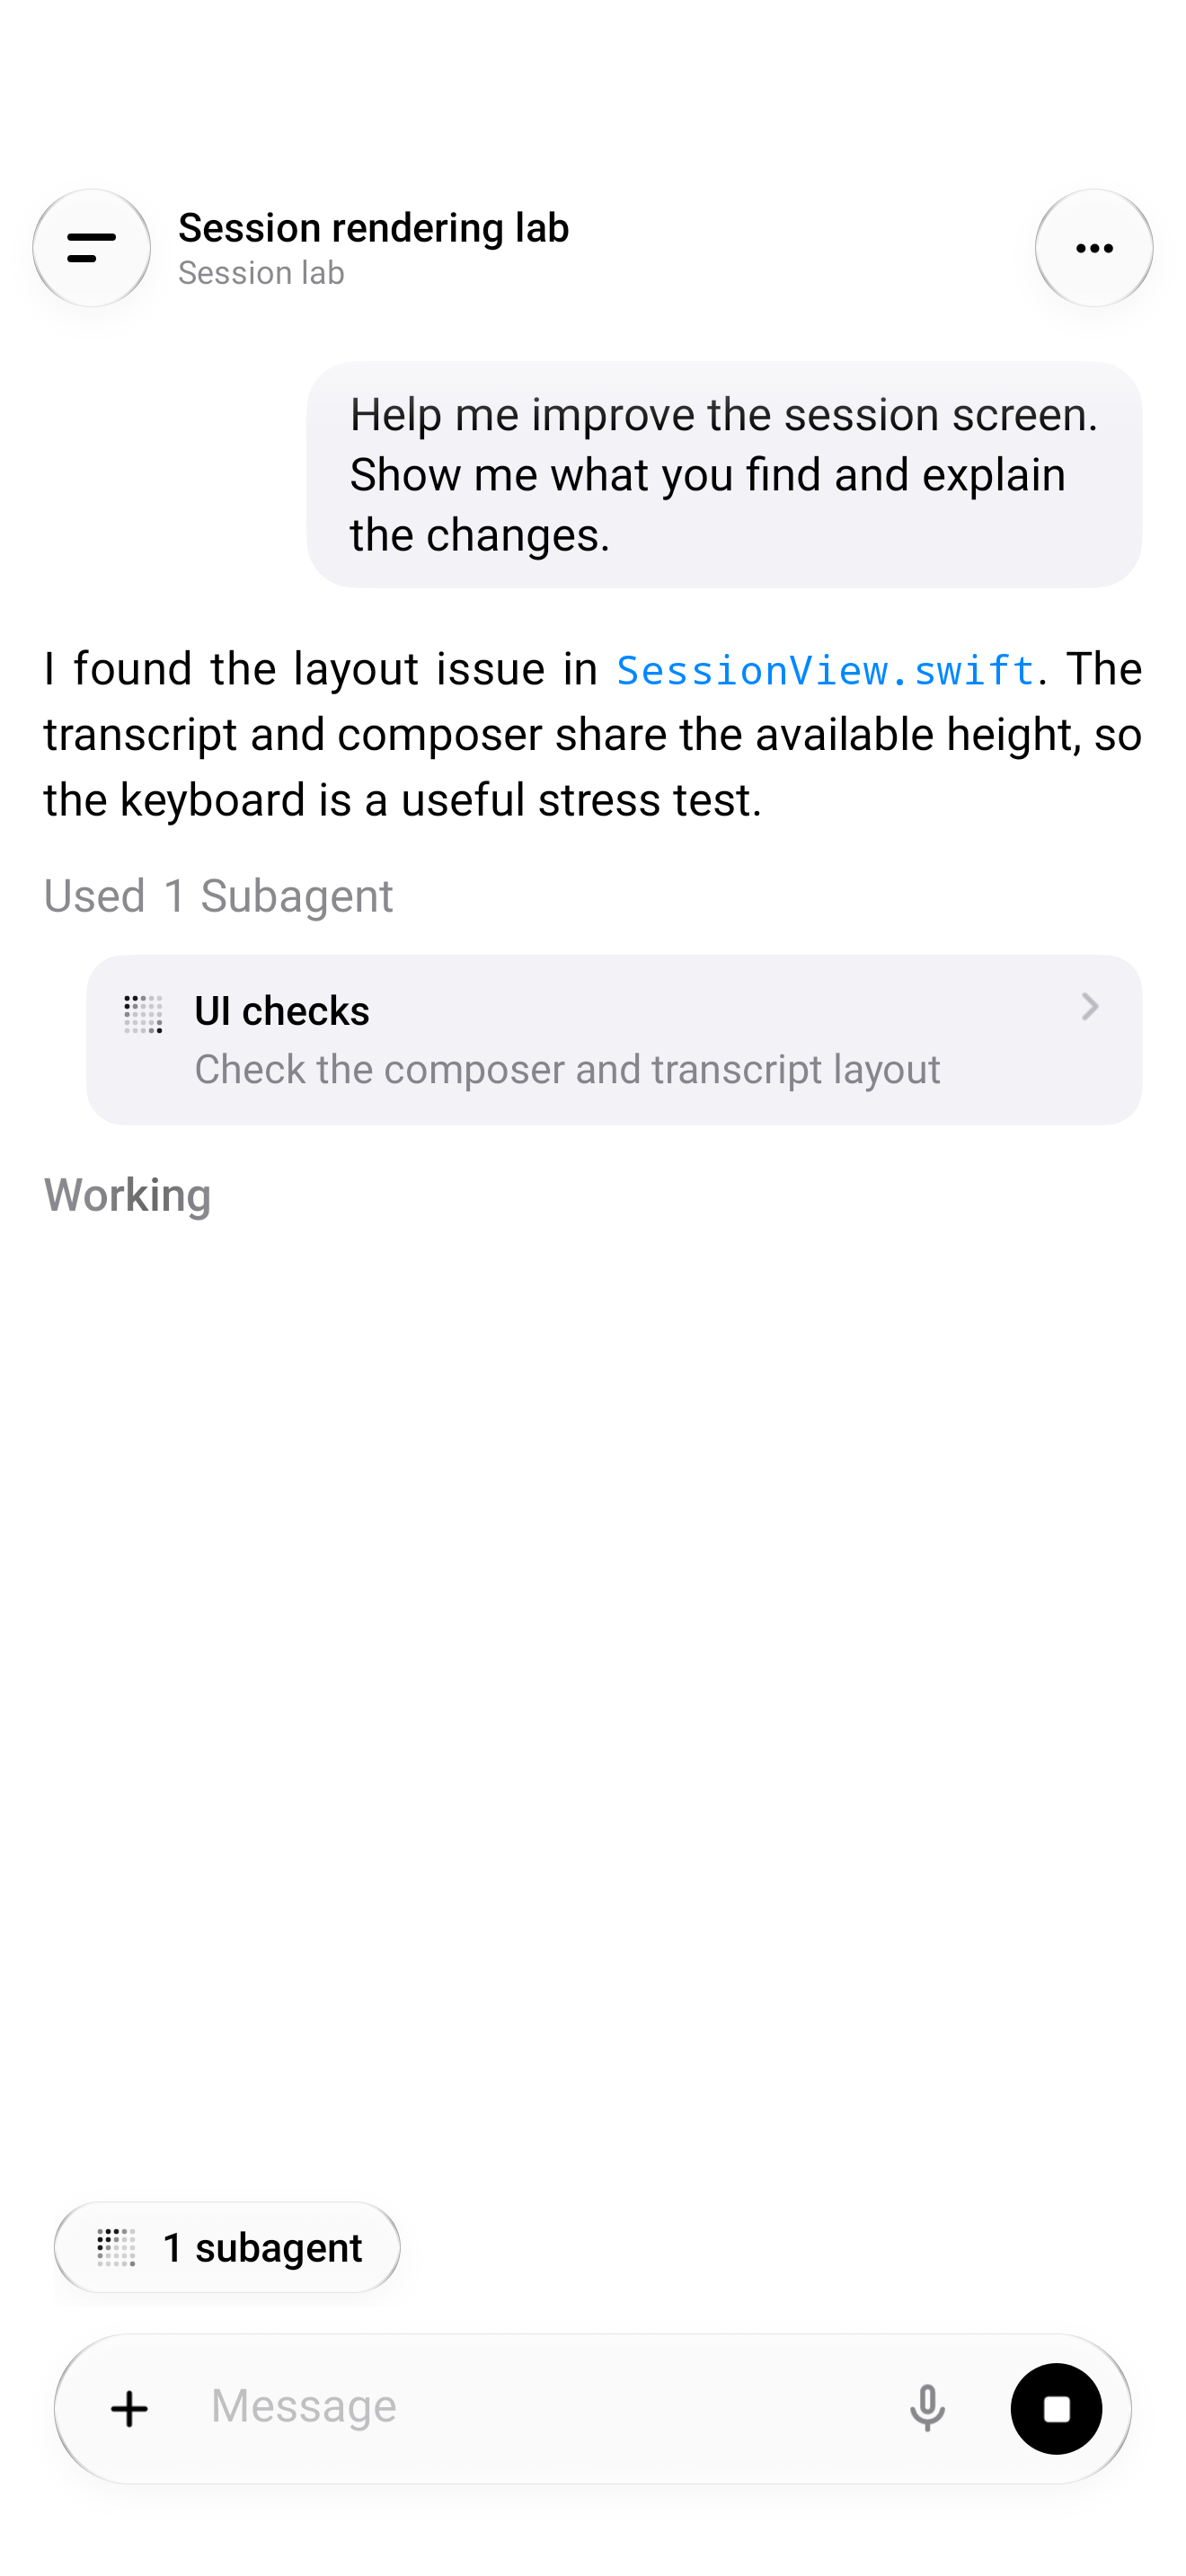 Session rendering lab
Session lab
Help me improve the session screen.
Show me what you find and explain
the changes.
I found the layout issue in SessionView.swift. The
transcript and composer share the available height, so
the keyboard is a useful stress test.
Used 1 Subagent
UI checks
Check the composer and transcript layout
Working
1 subagent
Message